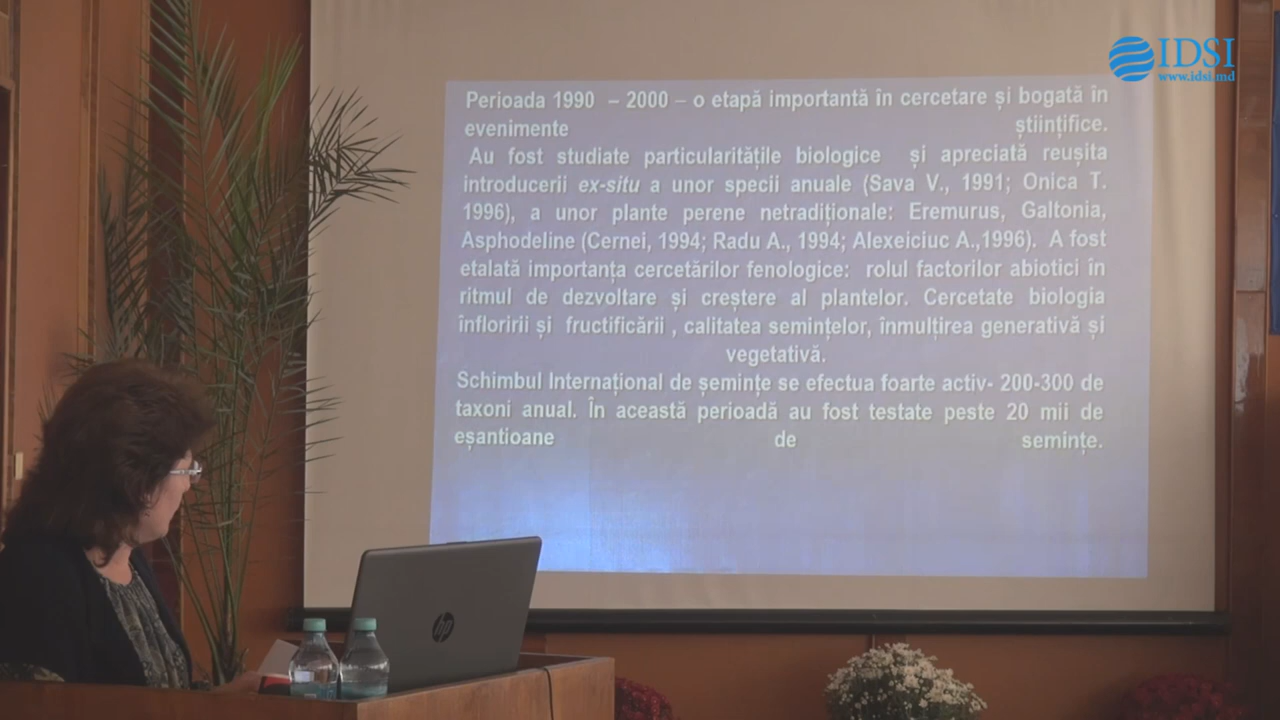 IDSI
www.idsi.md
Perioada 1990 – 2000 – o etapă importantă în cercetare și bogată în
evenimente științifice.
Au fost studiate particularitățile biologice și apreciată reușita
introducerii ex-situ a unor specii anuale (Sava V., 1991; Onica T.
1996), a unor plante perene netradiționale: Eremurus, Galtonia,
Asphodeline (Cernei, 1994; Radu A., 1994; Alexeiciuc A.,1996). A fost
etalată importanța cercetărilor fenologice: rolul factorilor abiotici în
ritmul de dezvoltare și creștere al plantelor. Cercetate biologia
înfloririi și fructificării , calitatea semințelor, înmulțirea generativă și
vegetativă.
Schimbul Internațional de semințe se efectua foarte activ- 200-300 de
taxoni anual. În această perioadă au fost testate peste 20 mii de
eșantioane de semințe.
hp